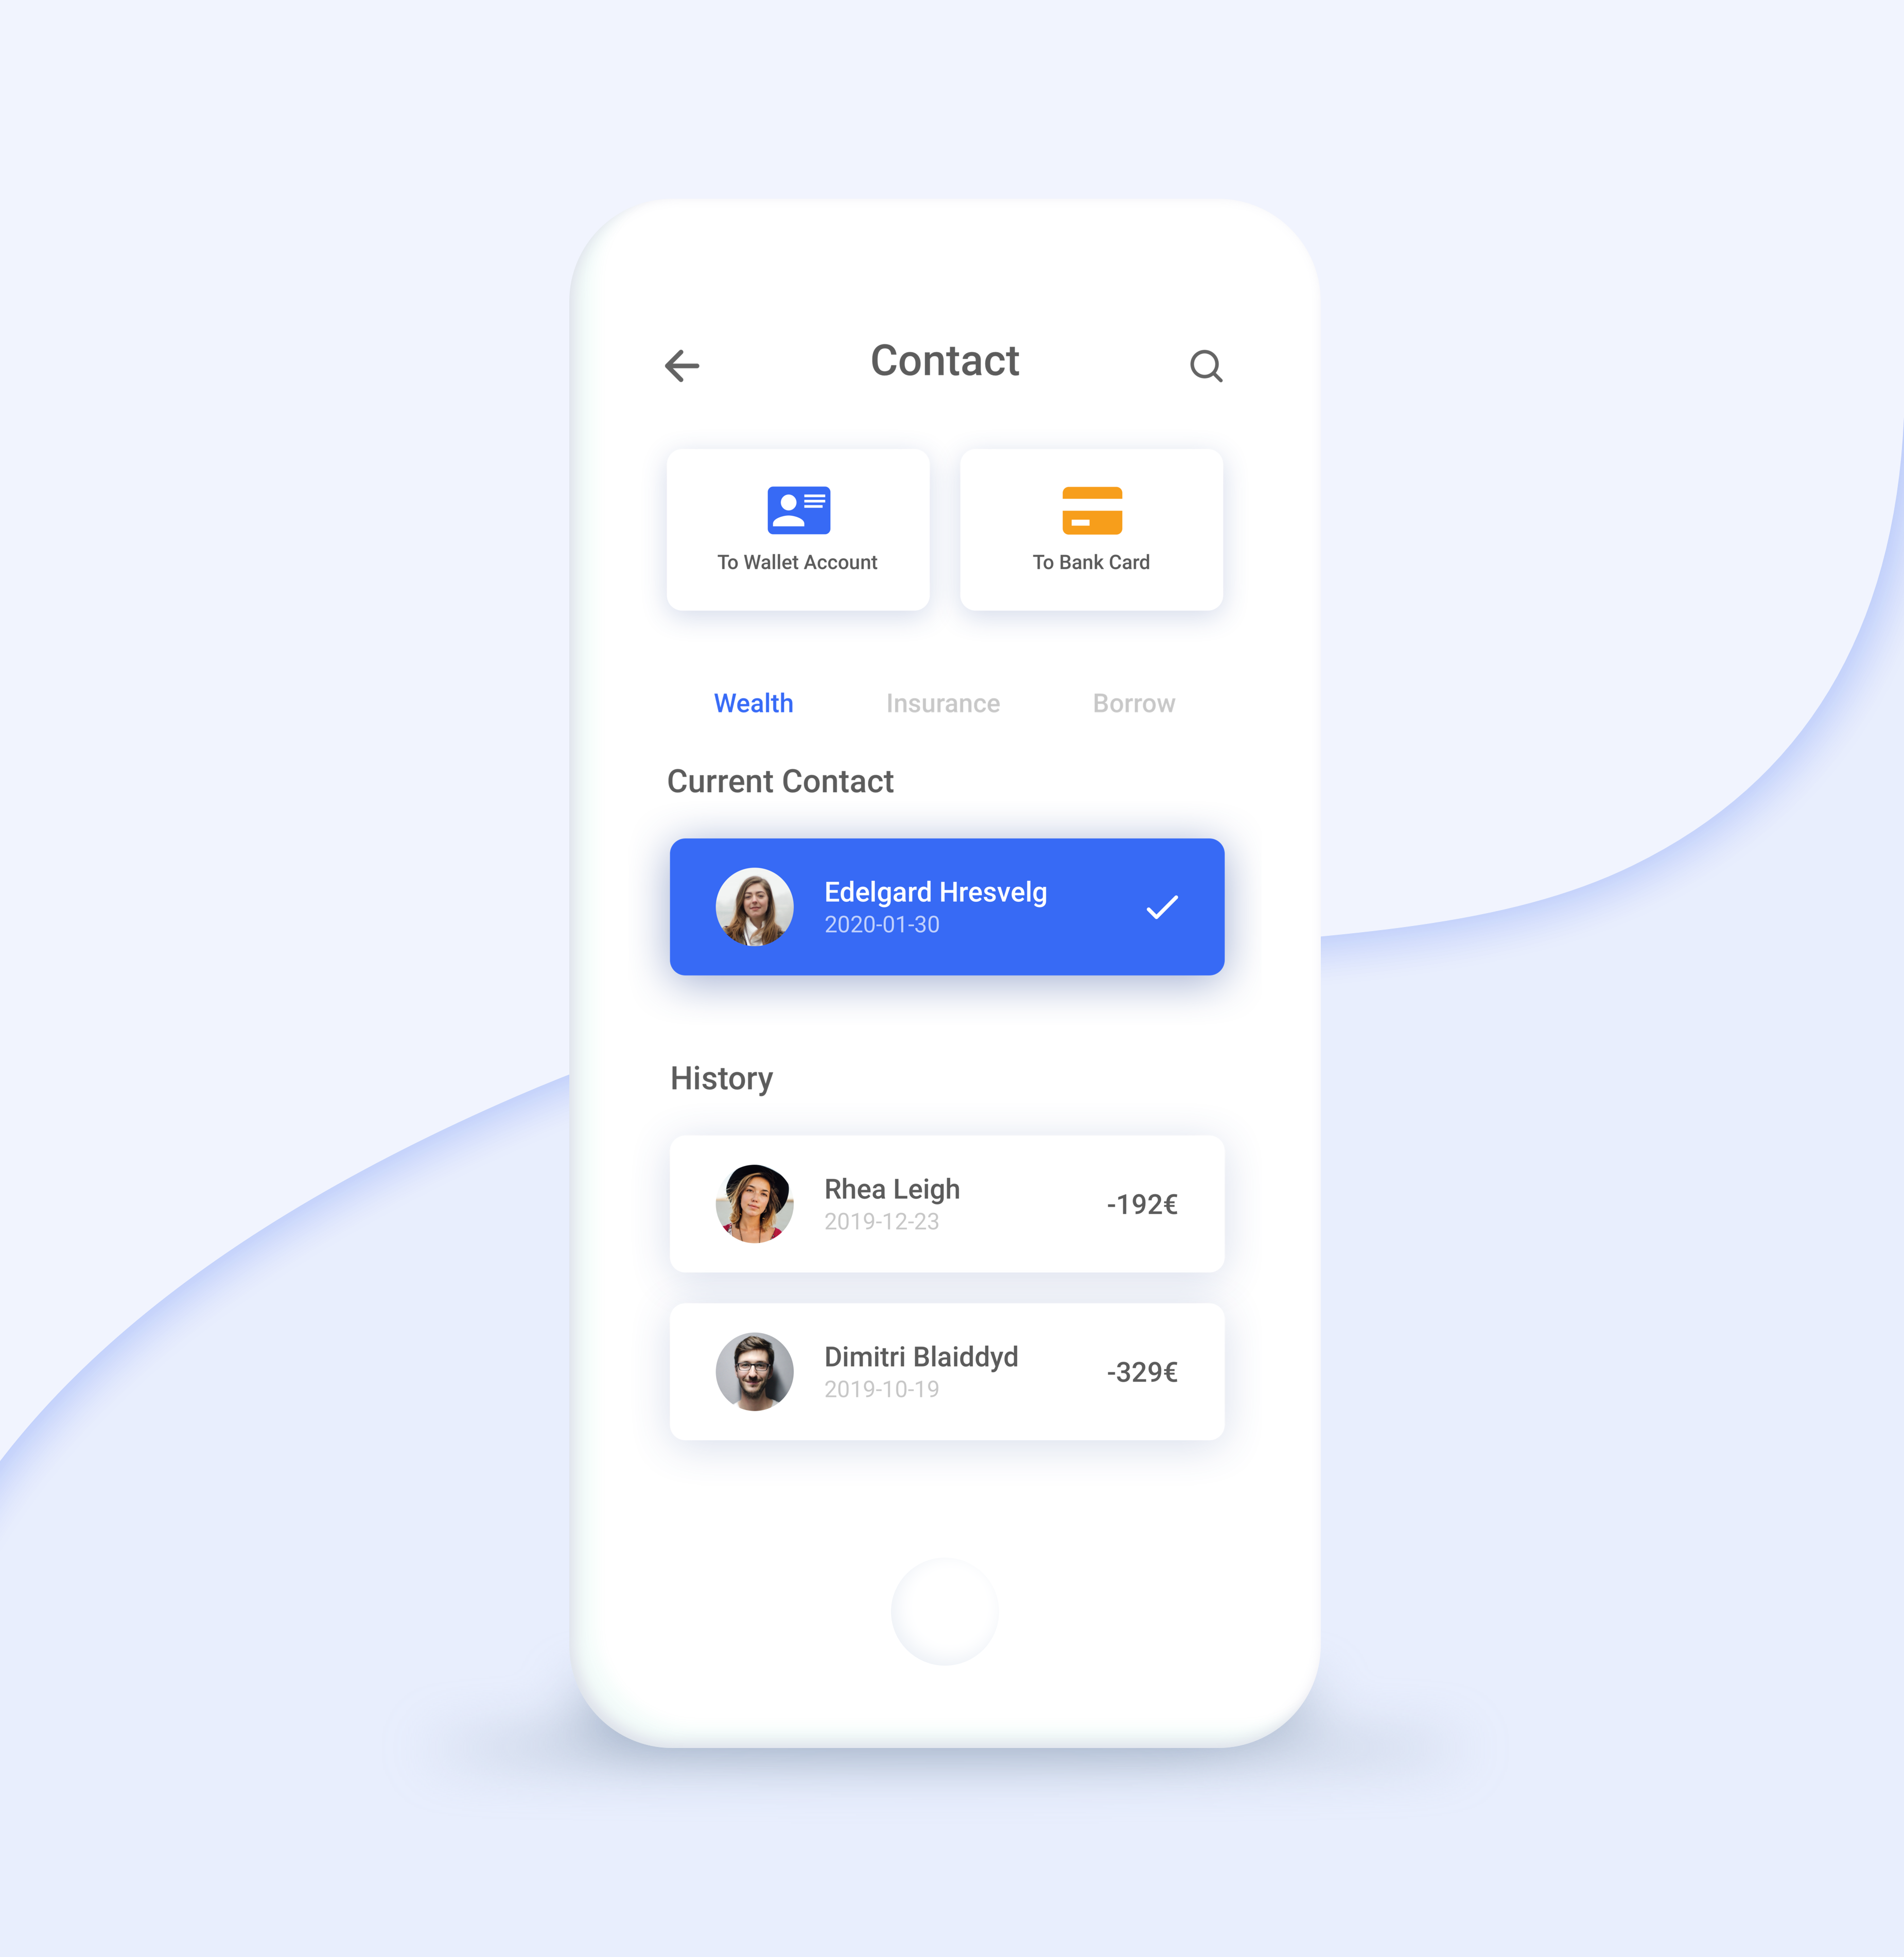 Contact
To Wallet Account
To Bank Card
Wealth
Insurance
Borrow
Current Contact
Edelgard Hresvelg
2020-01-30
History
Rhea Leigh
2019-12-23
-192€
Dimitri Blaiddyd
2019-10-19
-329€